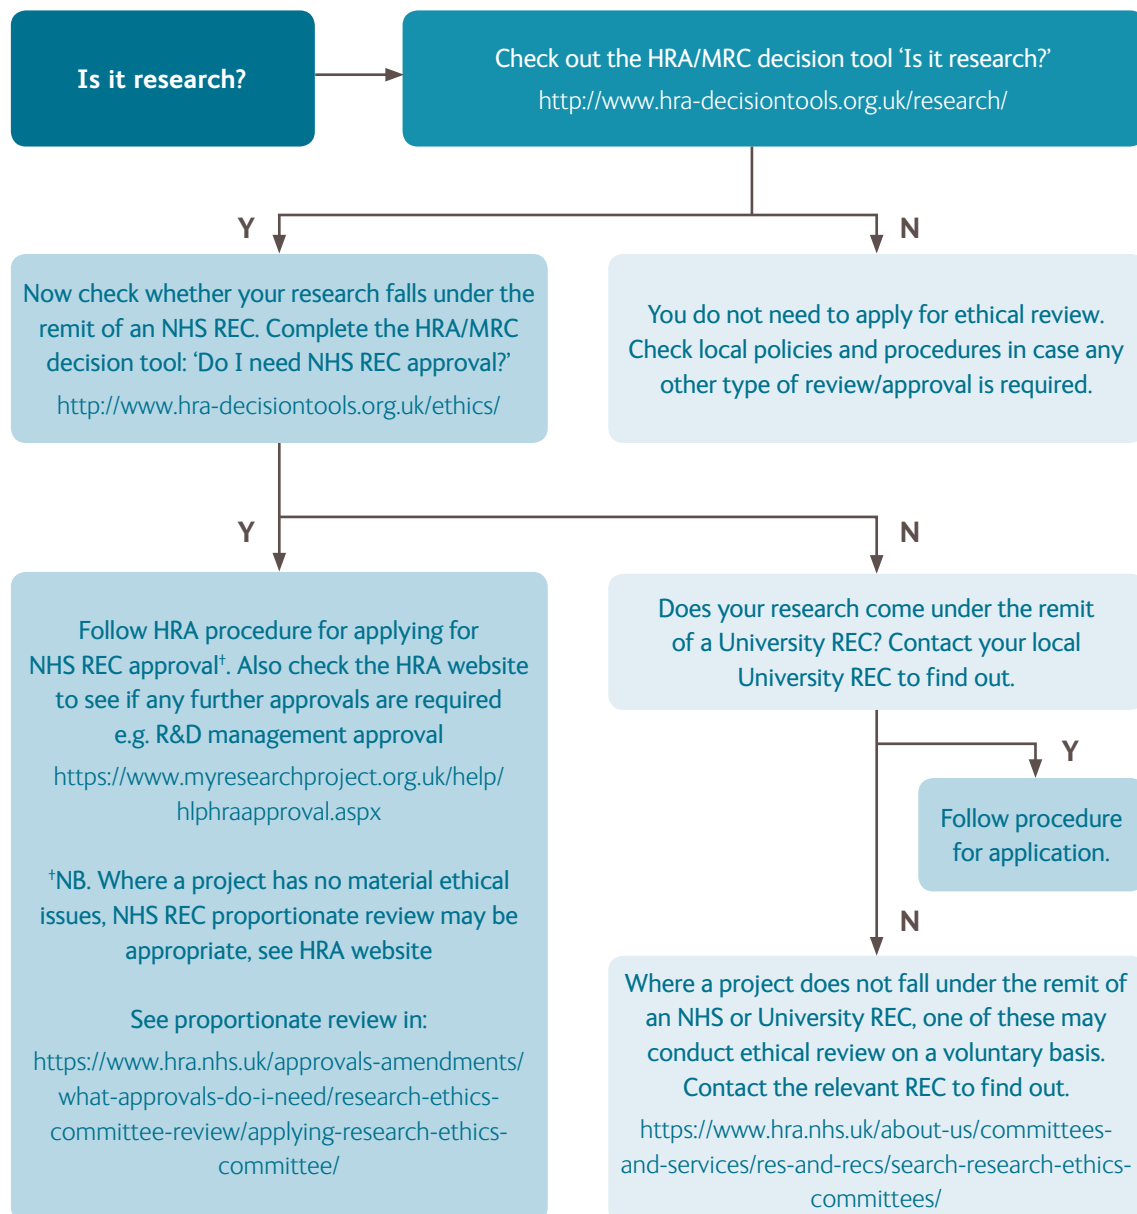 Is it research?
Check out the HRA/MRC decision tool ‘Is it research?’
http://www.hra-decisiontools.org.uk/research/
Y
N
Now check whether your research falls under the
remit of an NHS REC. Complete the HRA/MRC
decision tool: ‘Do I need NHS REC approval?’
http://www.hra-decisiontools.org.uk/ethics/
You do not need to apply for ethical review.
Check local policies and procedures in case any
other type of review/approval is required.
Y
N
Follow HRA procedure for applying for
NHS REC approval†. Also check the HRA website
to see if any further approvals are required
e.g. R&D management approval
https://www.myresearchproject.org.uk/help/
hlphraapproval.aspx
†NB. Where a project has no material ethical
issues, NHS REC proportionate review may be
appropriate, see HRA website
See proportionate review in:
https://www.hra.nhs.uk/approvals-amendments/
what-approvals-do-i-need/research-ethics-
committee-review/applying-research-ethics-
committee/
Does your research come under the remit
of a University REC? Contact your local
University REC to find out.
Y
Follow procedure
for application.
N
Where a project does not fall under the remit of
an NHS or University REC, one of these may
conduct ethical review on a voluntary basis.
Contact the relevant REC to find out.
https://www.hra.nhs.uk/about-us/committees-
and-services/res-and-recs/search-research-ethics-
committees/